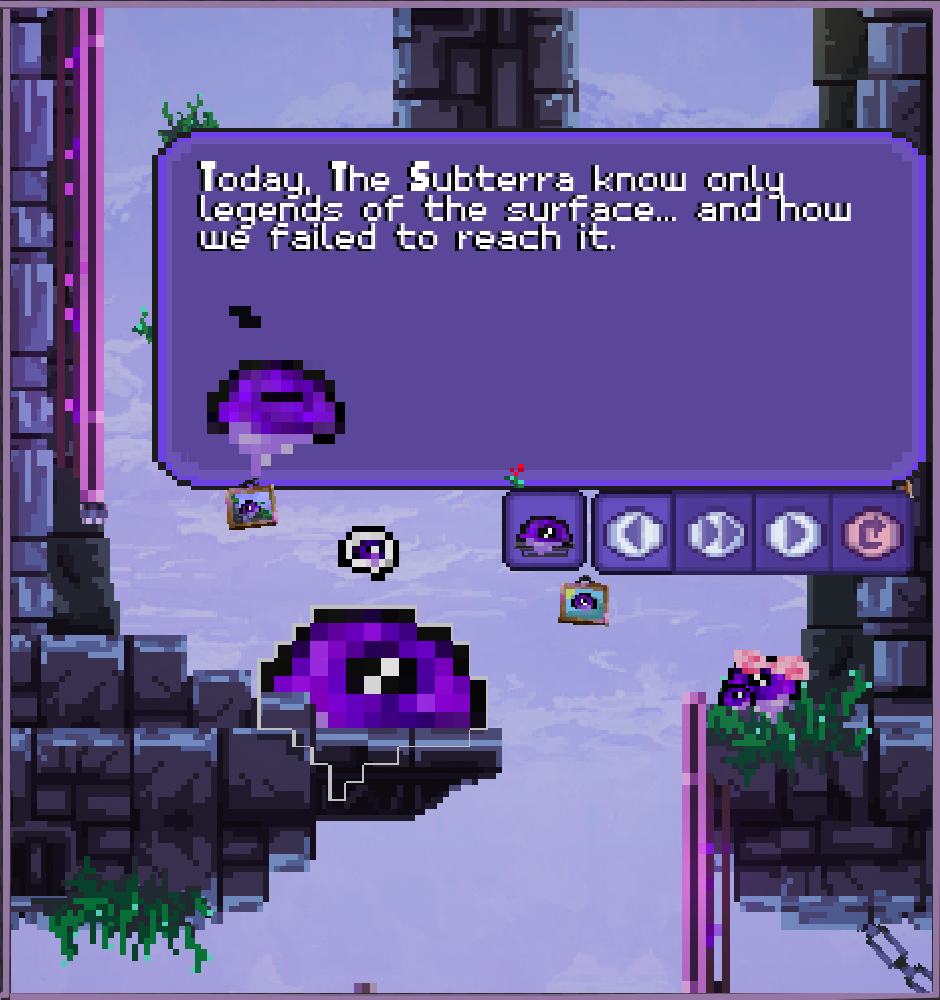 Today, The Subterra know only
legends of the surface... and how
we failed to reach it.